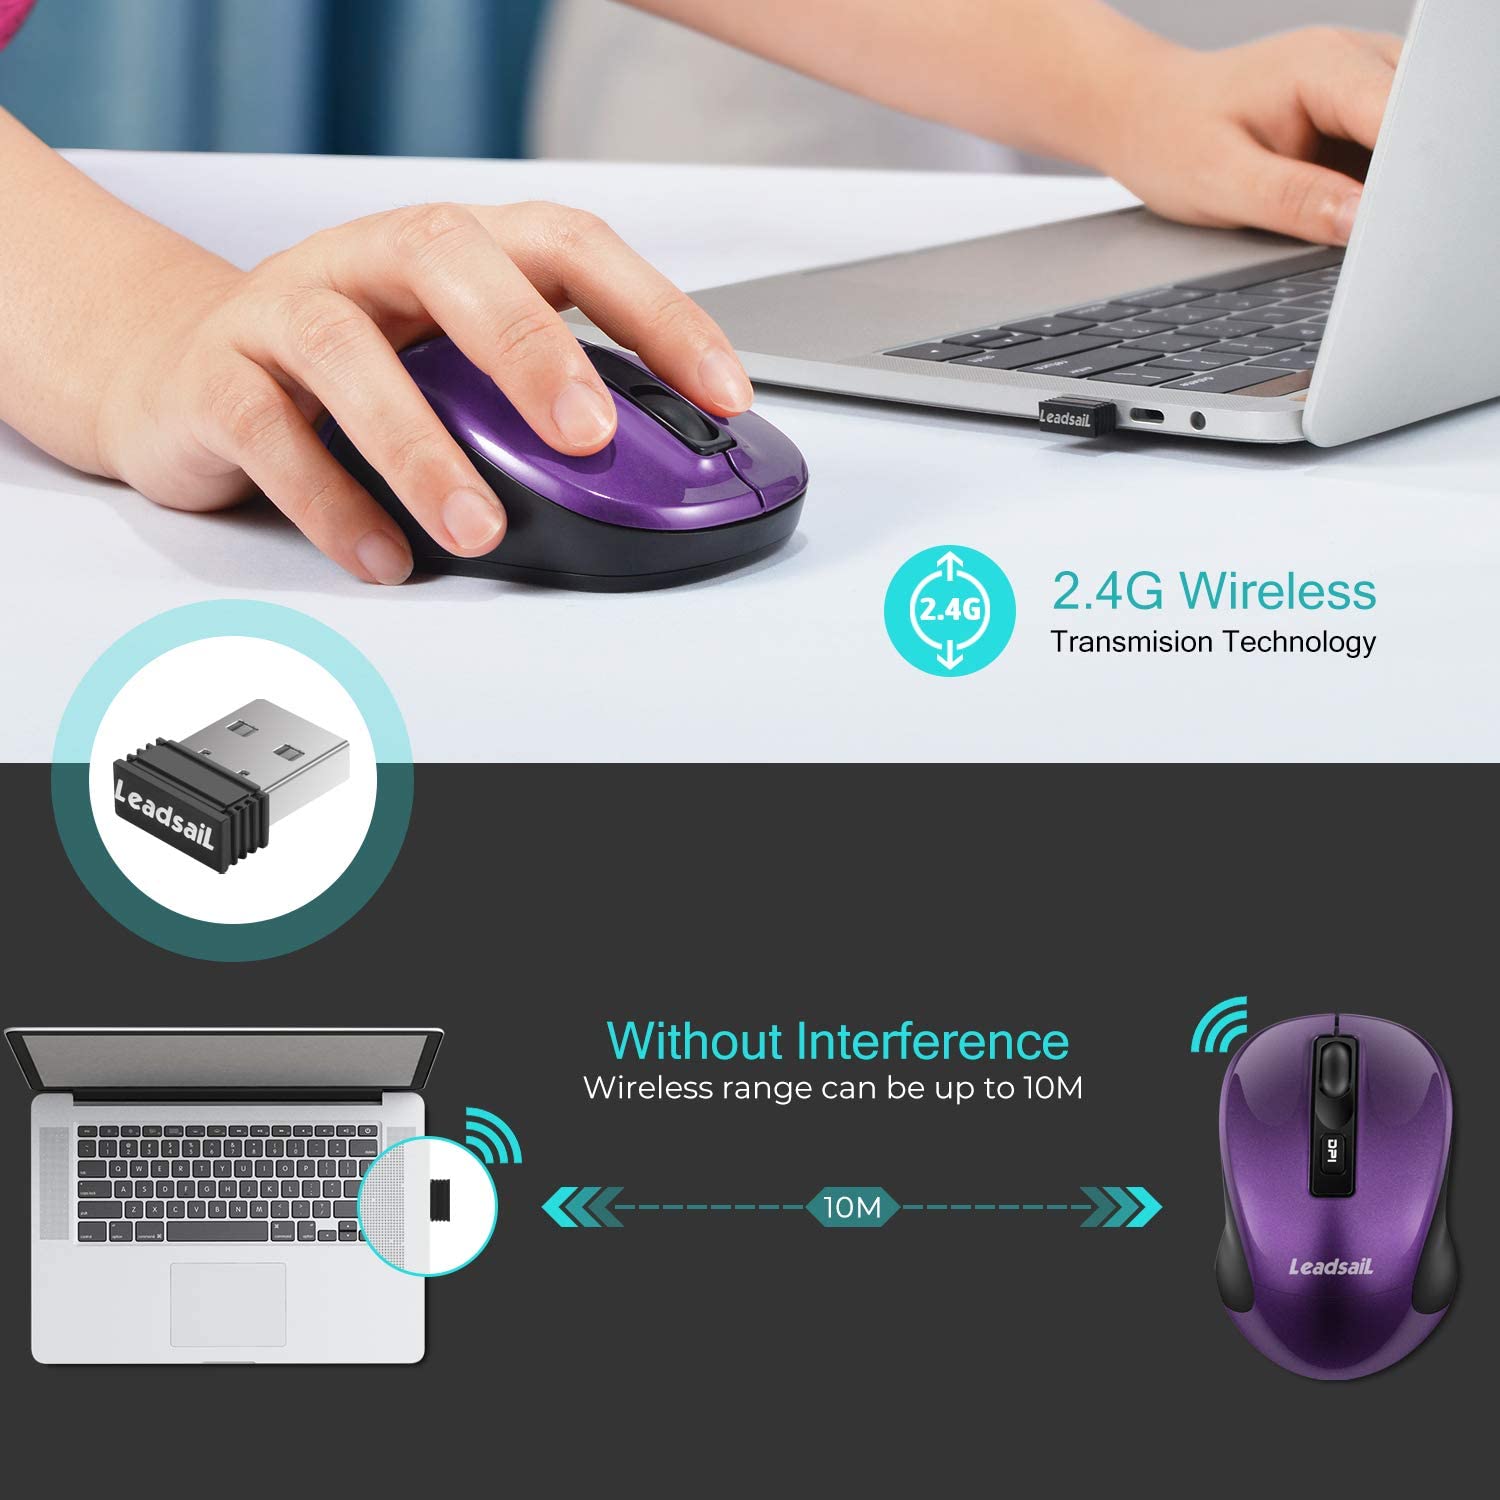 LeadsaiL
2.4G
2.4G Wireless
Transmision Technology
LeadsaiL
Without Interference
Wireless range can be up to 10M
10M
DPI
LeadsaiL